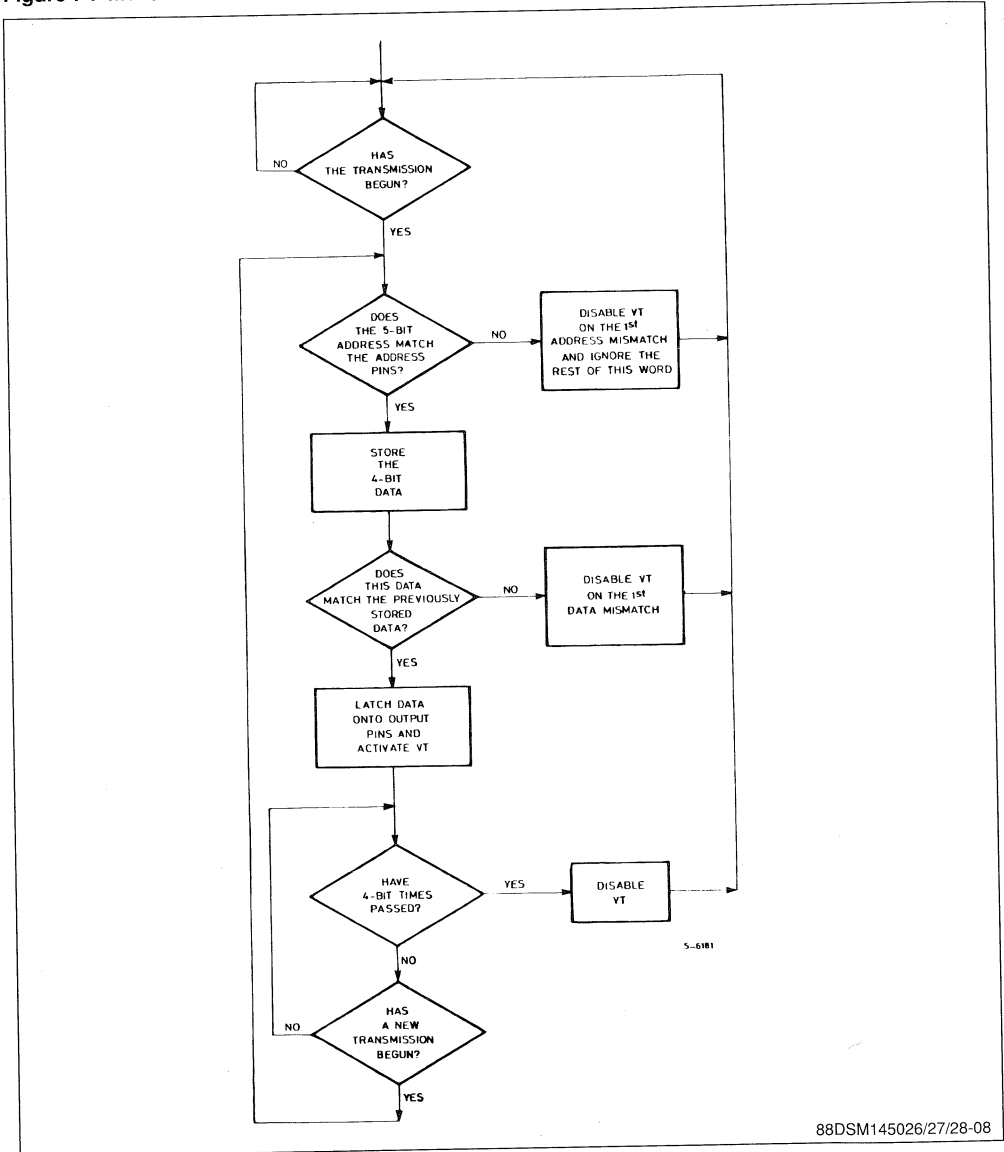 HAS
THE TRANSMISSION
BEGUN?
NO
YES
DOES
THE 5-BIT
ADDRESS MATCH
THE ADDRESS
PINS?
NO
DISABLE VT
ON THE 1st
ADDRESS MISMATCH
AND IGNORE THE
REST OF THIS WORD
YES
STORE
THE
4-BIT
DATA
DOES
THIS DATA
MATCH THE PREVIOUSLY
STORED
DATA?
NO
DISABLE VT
ON THE 1st
DATA MISMATCH
YES
LATCH DATA
ONTO OUTPUT
PINS AND
ACTIVATE VT
HAVE
4-BIT TIMES
PASSED?
YES
DISABLE
VT
S-6181
NO
HAS
A NEW
TRANSMISSION
BEGUN?
NO
YES
88DSM145026/27/28-08